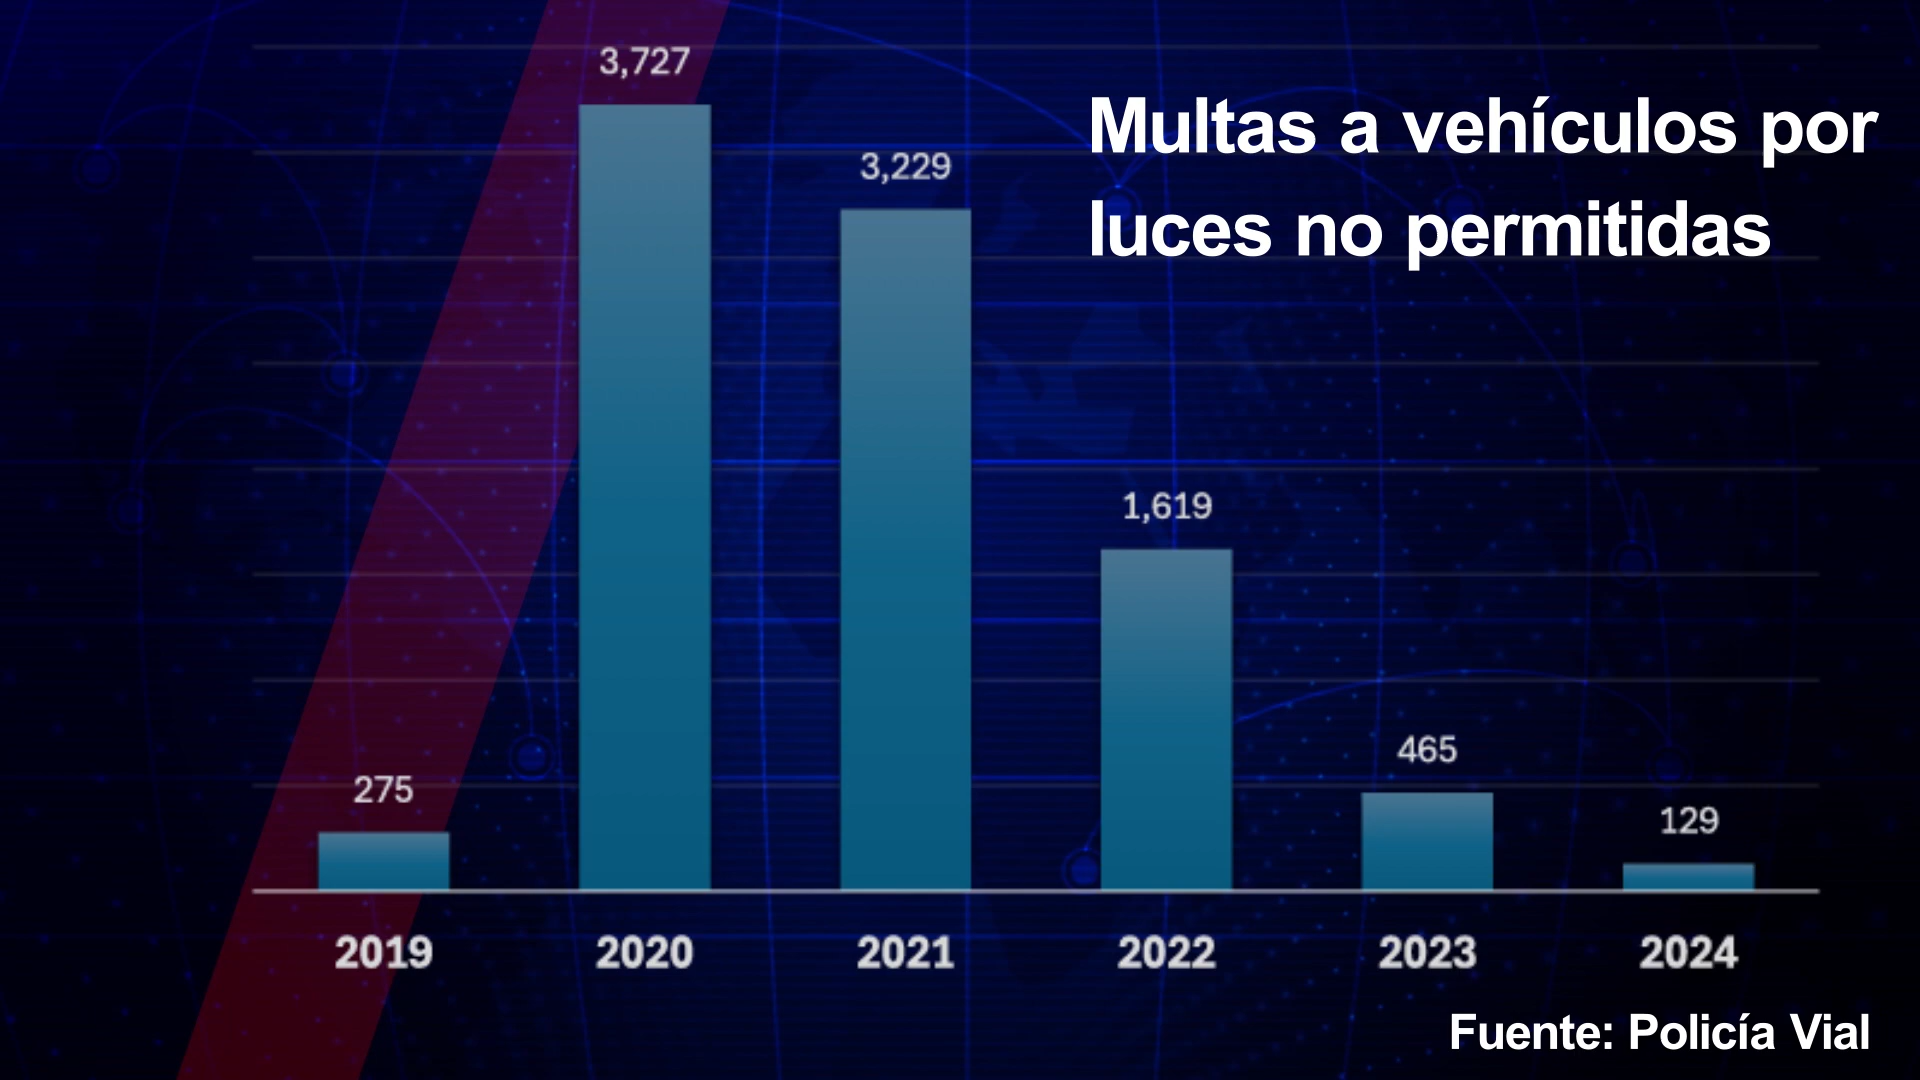 Multas a vehículos por
luces no permitidas
3,727
3,229
1,619
465
275
129
2019 2020 2021 2022 2023 2024
Fuente: Policía Vial